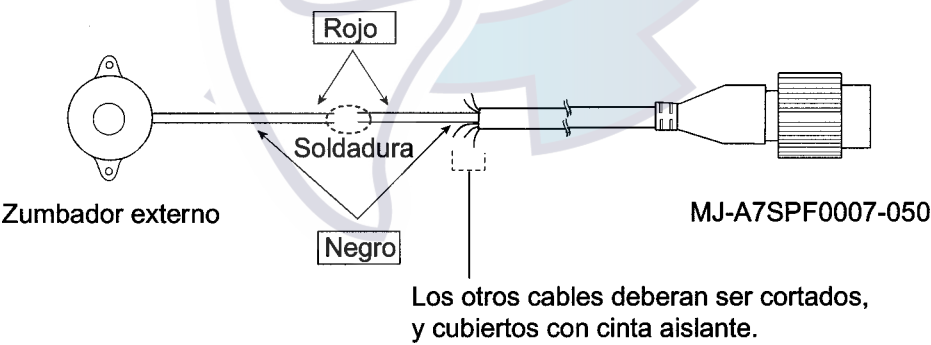 Rojo
Soldadura
Zumbador externo
MJ-A7SPF0007-050
Negro
Los otros cables deberan ser cortados,
y cubiertos con cinta aislante.